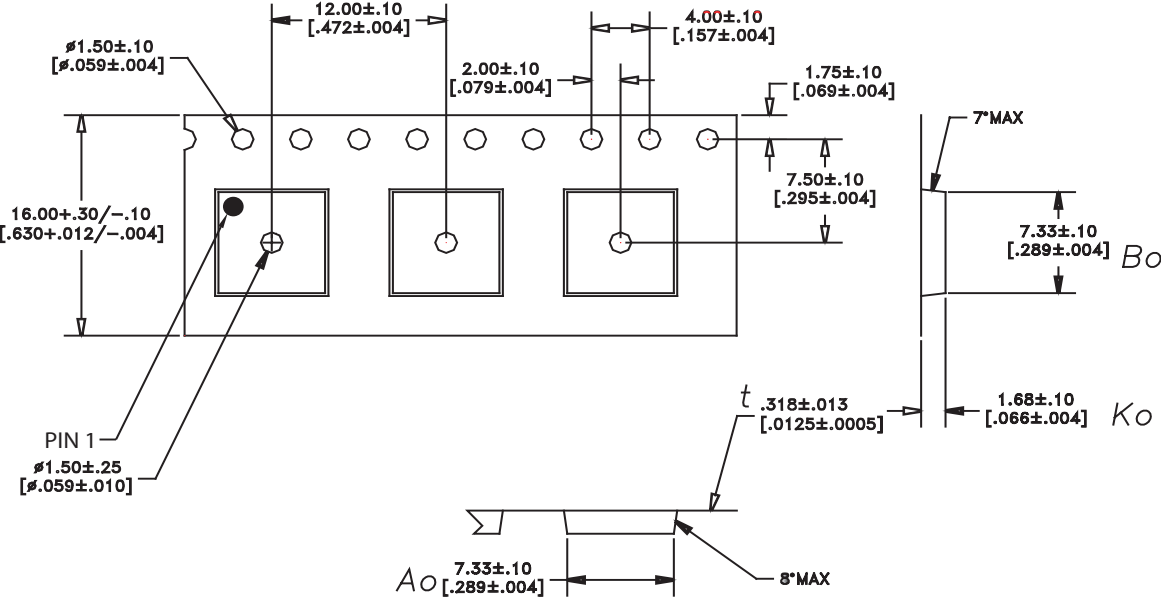 12.00±.10
[.472±.004]
4.00±.10
[.157±.004]
ø1.50±.10
[ø.059±.004]
2.00±.10
[.079±.004]
1.75±.10
[.069±.004]
7°MAX
7.50±.10
[.295±.004]
16.00+.30/−.10
[.630+.012/−.004]
7.33±.10
[.289±.004]
Bo
t
.318±.013
[.0125±.0005]
1.68±.10
[.066±.004]
Ko
PIN 1
ø1.50±.25
[ø.059±.010]
Ao
7.33±.10
[.289±.004]
8°MAX